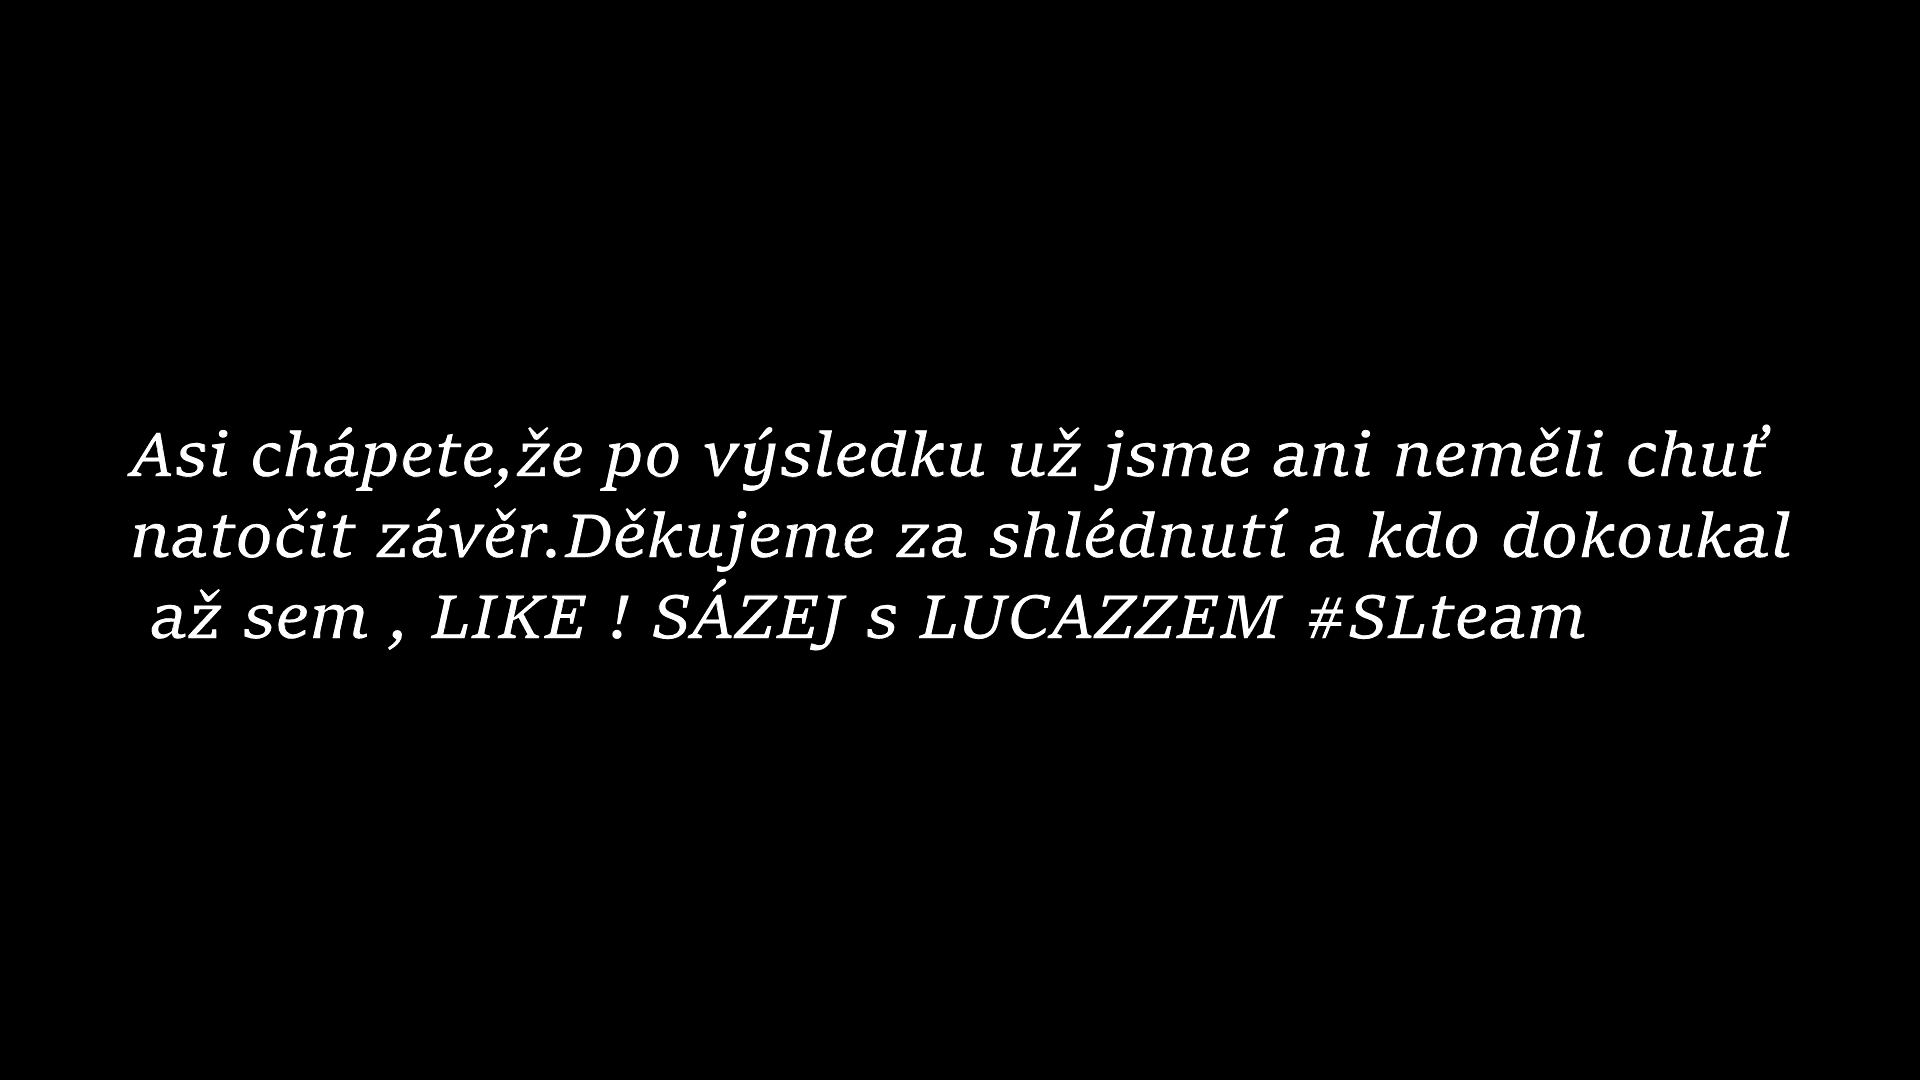 Asi chápete,že po výsledku už jsme ani neměli chuť
natočit závěr.Děkujeme za shlédnutí a kdo dokoukal
až sem , LIKE ! SÁZEJ s LUCAZZEM #SLteam